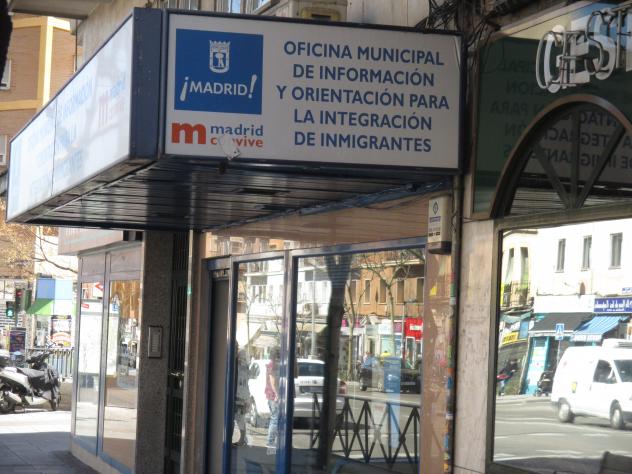 ¡MADRID!
m madrid
convive
OFICINA MUNICIPAL
DE INFORMACIÓN
Y ORIENTACIÓN PARA
LA INTEGRACIÓN
DE INMIGRANTES